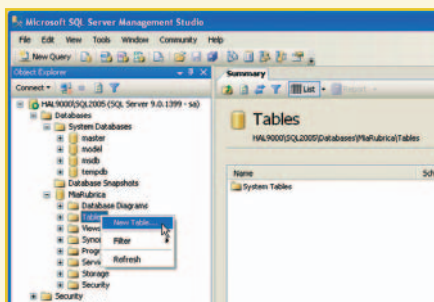 Microsoft SQL Server Management Studio
File Edit View Tools Window Community Help
New Query
Object Explorer
Summary
Connect
List
HAL9000\SQL2005 (SQL Server 9.0.1399 - sa)
Databases
System Databases
master
model
msdb
tempdb
Database Snapshots
MiaRubrica
Database Diagrams
Tables
Views
Security
Storage
Security
New Table...
Filter
Refresh
Tables
HAL9000\SQL2005\Databases\MiaRubrica\Tables
Name
System Tables